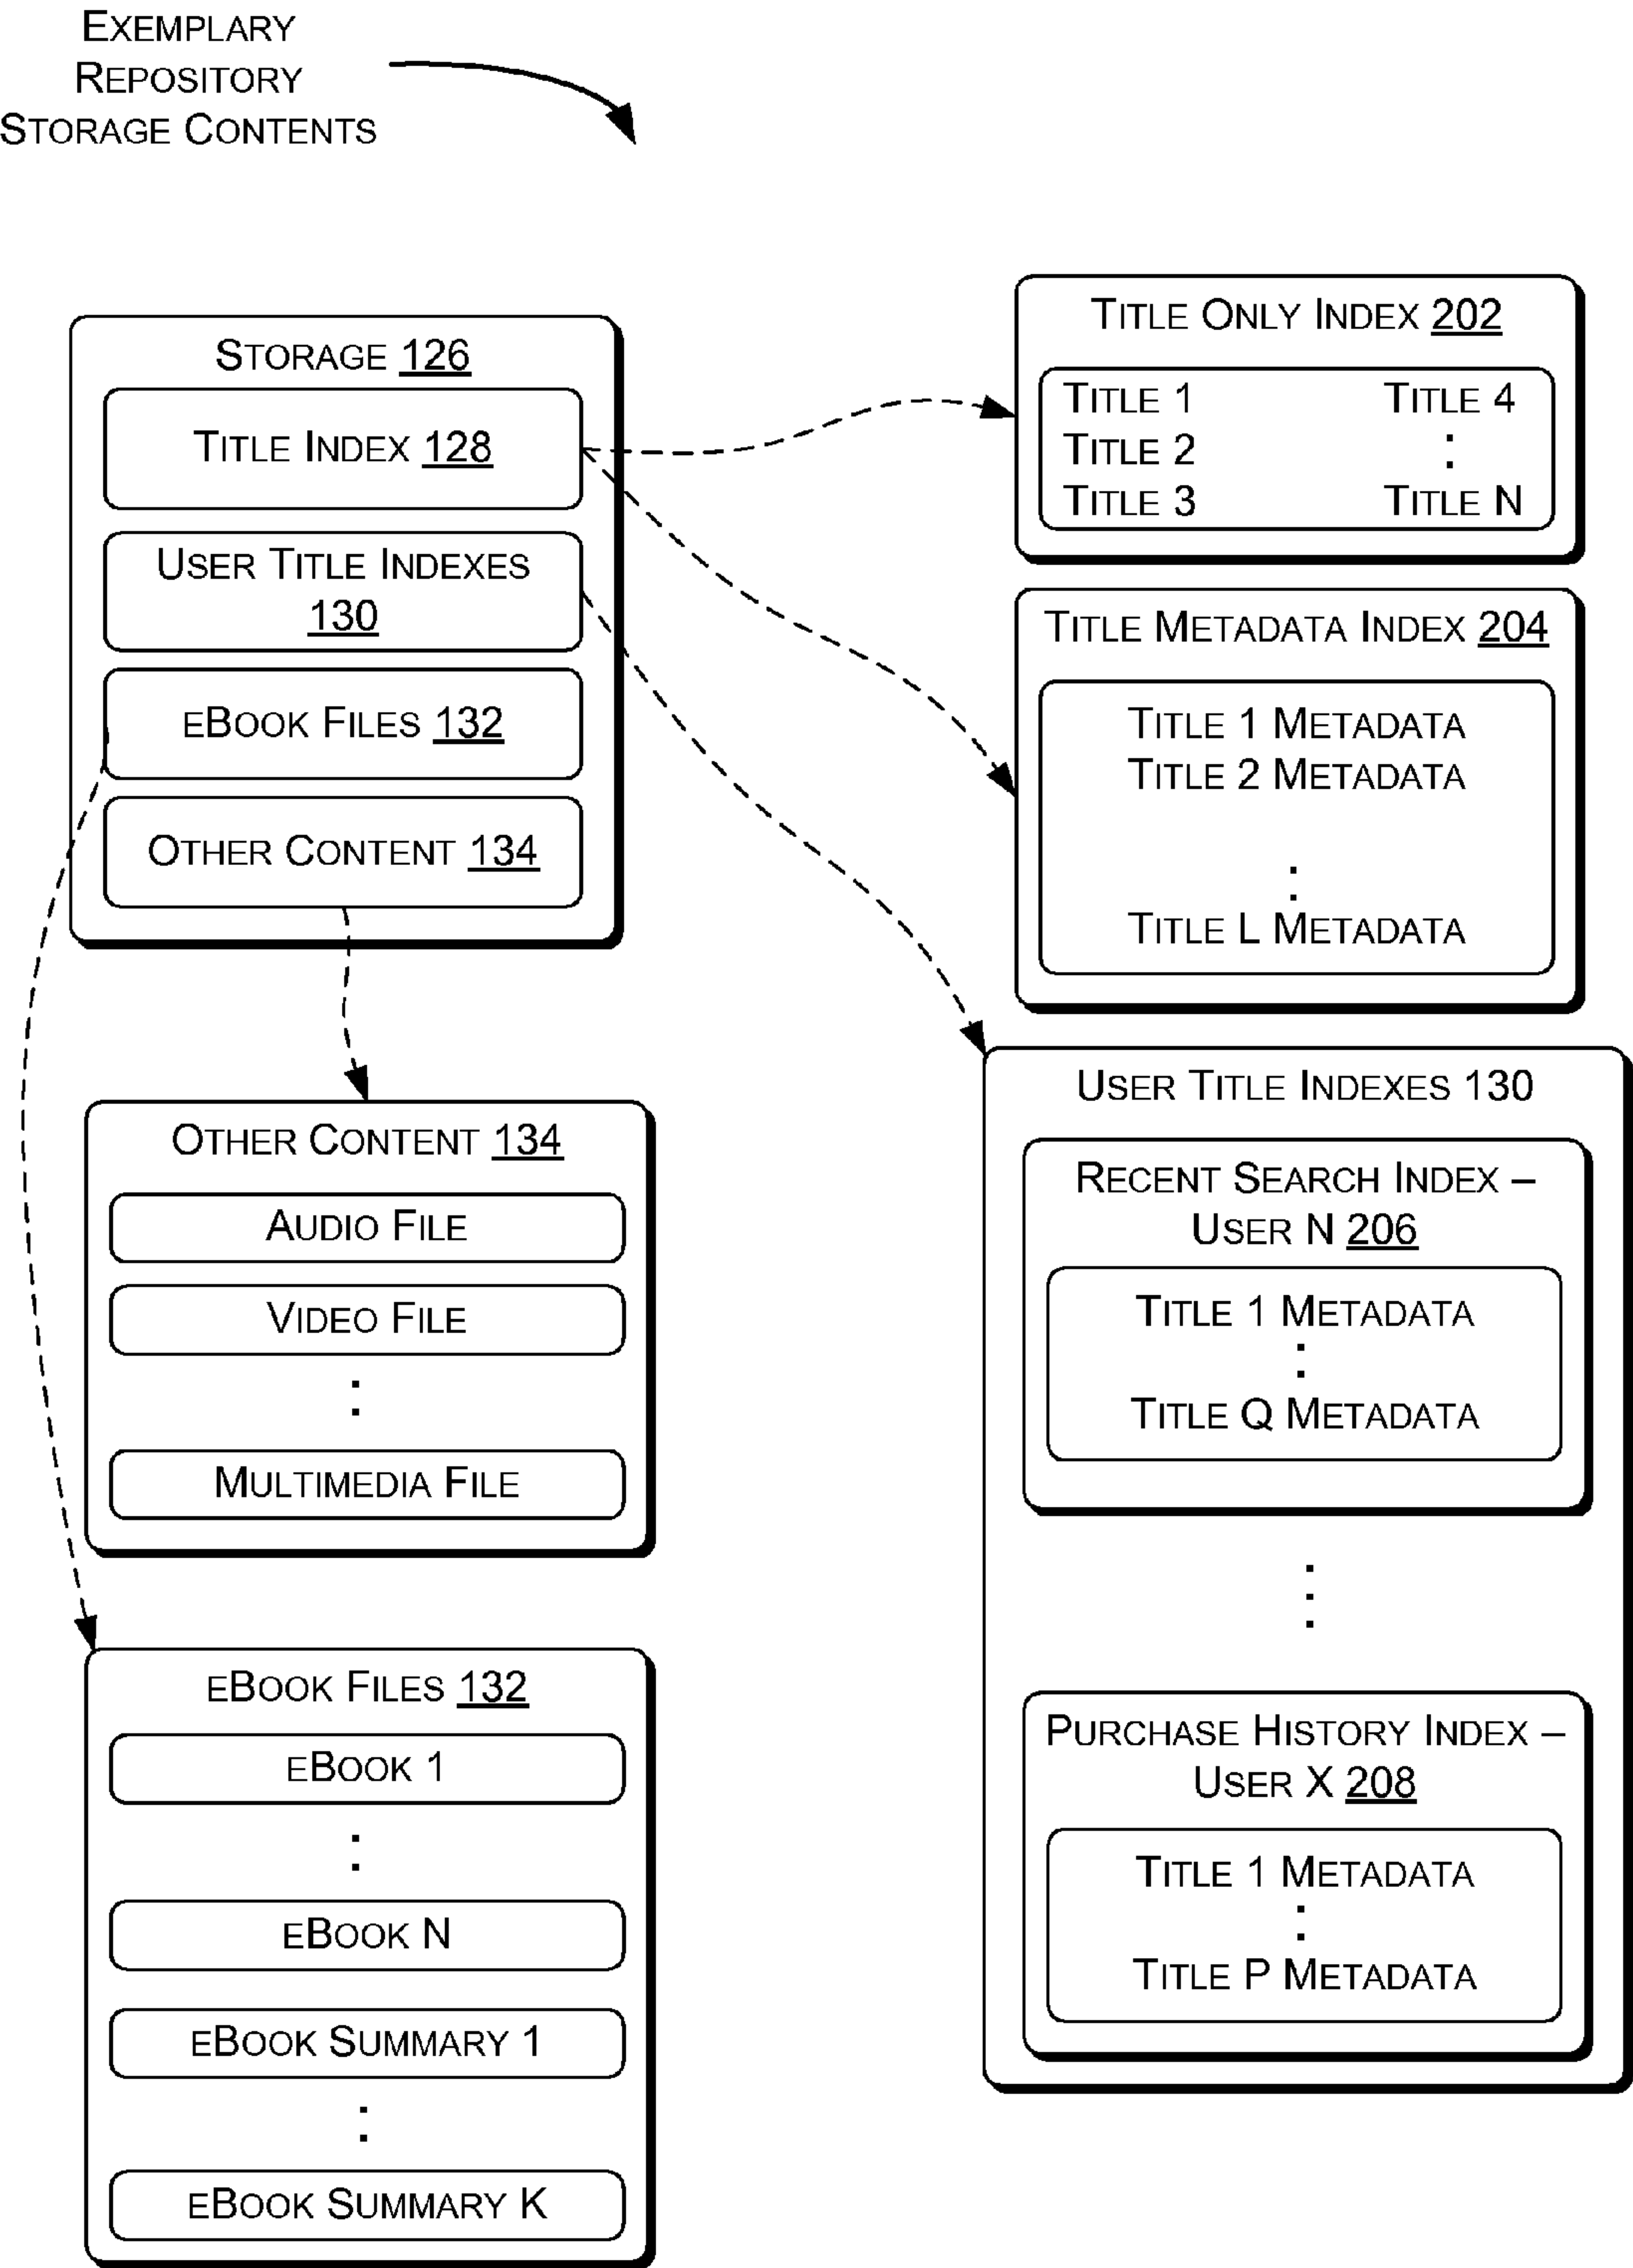 EXEMPLARY
REPOSITORY
STORAGE CONTENTS
STORAGE 126
TITLE INDEX 128
USER TITLE INDEXES
130
EBOOK FILES 132
OTHER CONTENT 134
TITLE ONLY INDEX 202
TITLE 1 TITLE 4
TITLE 2 :
TITLE 3 TITLE N
TITLE METADATA INDEX 204
TITLE 1 METADATA
TITLE 2 METADATA
:
TITLE L METADATA
OTHER CONTENT 134
AUDIO FILE
VIDEO FILE
:
MULTIMEDIA FILE
EBOOK FILES 132
EBOOK 1
:
EBOOK N
EBOOK SUMMARY 1
:
EBOOK SUMMARY K
USER TITLE INDEXES 130
RECENT SEARCH INDEX –
USER N 206
TITLE 1 METADATA
:
TITLE Q METADATA
⋮
PURCHASE HISTORY INDEX –
USER X 208
TITLE 1 METADATA
:
TITLE P METADATA